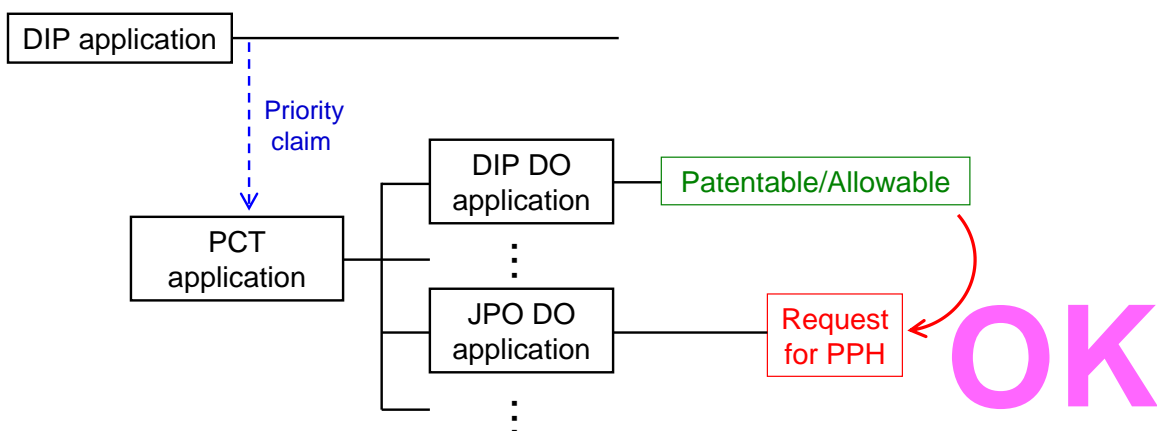 DIP application
Priority
claim
DIP DO
application
Patentable/Allowable
PCT
application
JPO DO
application
Request
for PPH
OK